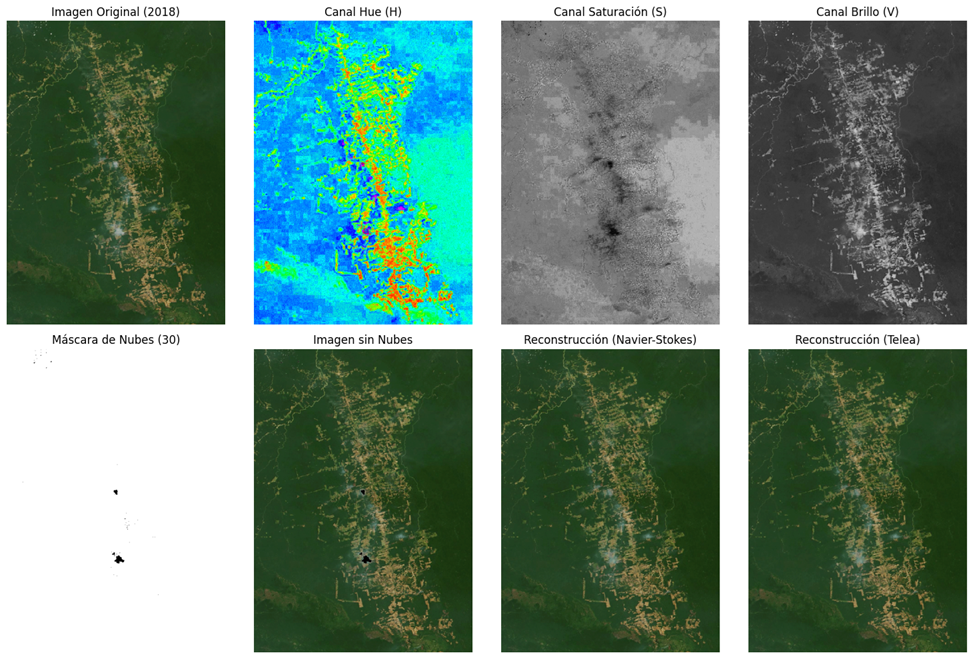 Imagen Original (2018)
Canal Hue (H)
Canal Saturación (S)
Canal Brillo (V)
Máscara de Nubes (30)
Imagen sin Nubes
Reconstrucción (Navier-Stokes)
Reconstrucción (Telea)